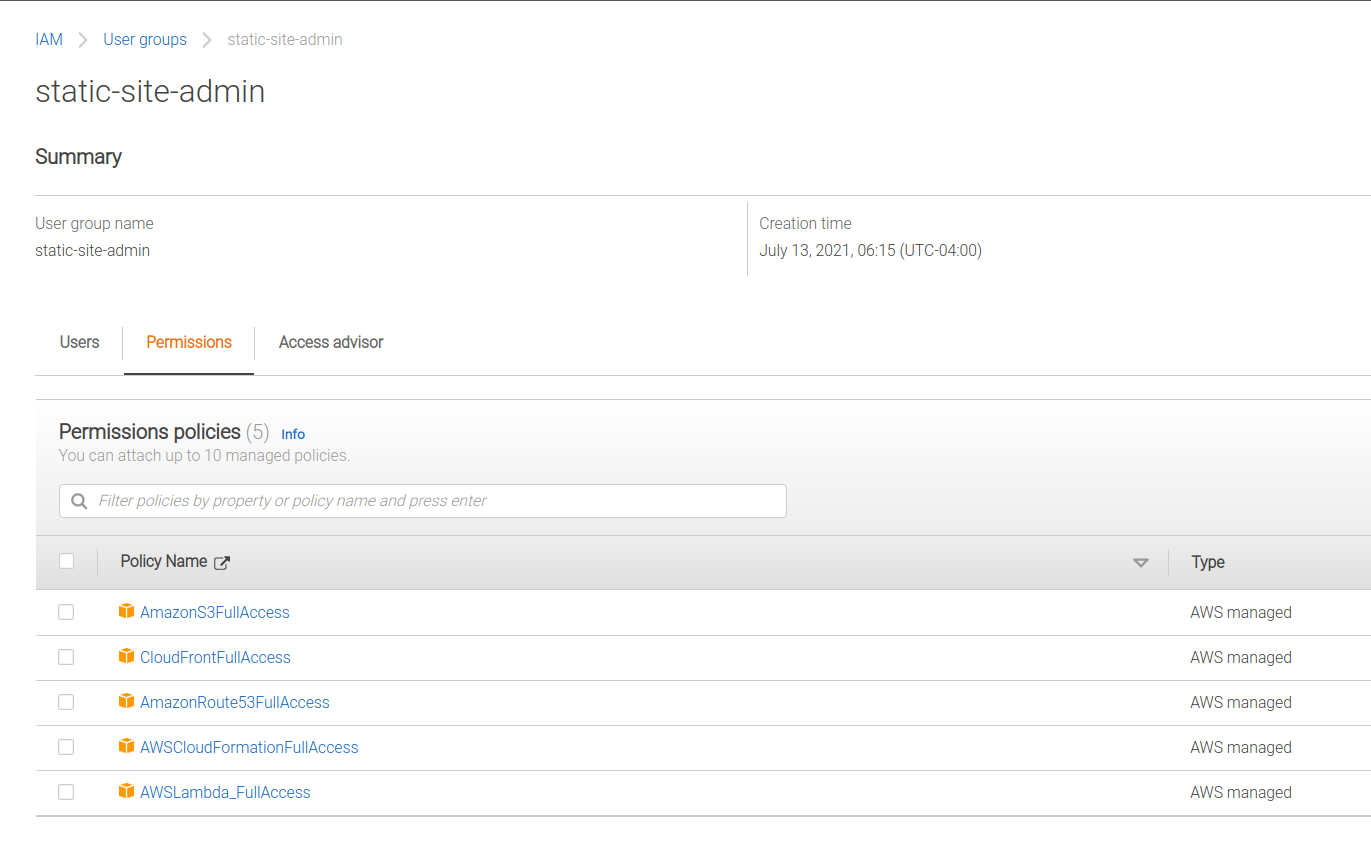 IAM > User groups > static-site-admin
static-site-admin
Summary
User group name
static-site-admin
Creation time
July 13, 2021, 06:15 (UTC-04:00)
Users Permissions Access advisor
Permissions policies (5) Info
You can attach up to 10 managed policies.
Filter policies by property or policy name and press enter
Policy Name Type
AmazonS3FullAccess AWS managed
CloudFrontFullAccess AWS managed
AmazonRoute53FullAccess AWS managed
AWSCloudFormationFullAccess AWS managed
AWSLambda_FullAccess AWS managed